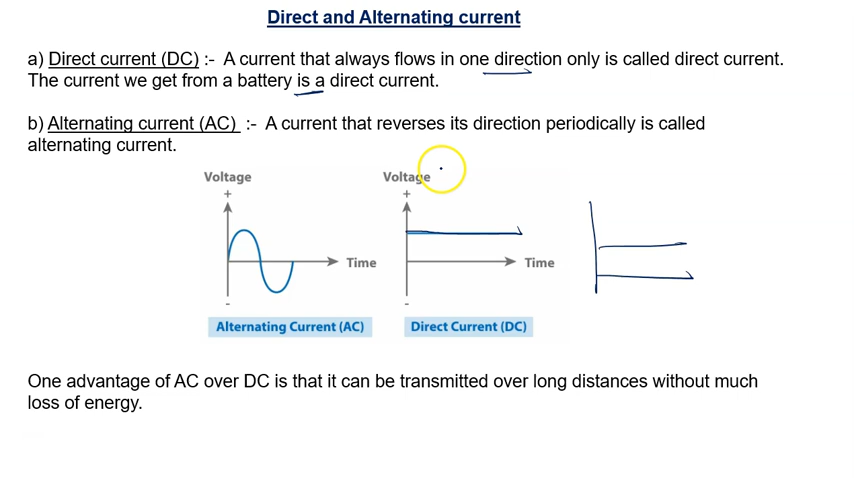 Direct and Alternating current
a) Direct current (DC) :- A current that always flows in one direction only is called direct current.
The current we get from a battery is a direct current.
b) Alternating current (AC) :- A current that reverses its direction periodically is called
alternating current.
Voltage
+
Time
-
Alternating Current (AC)
Voltage
+
Time
-
Direct Current (DC)
One advantage of AC over DC is that it can be transmitted over long distances without much
loss of energy.